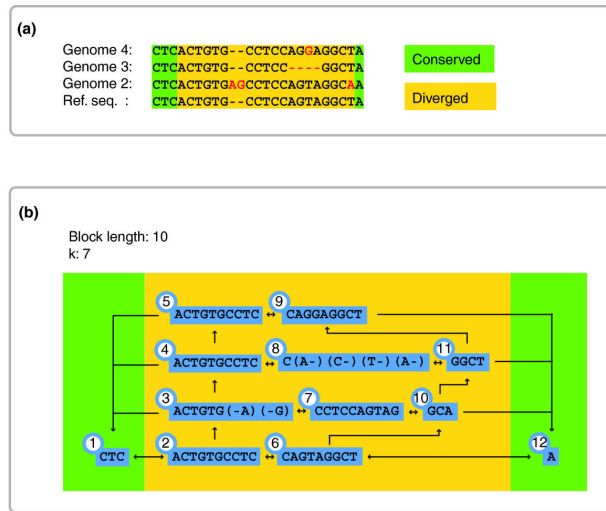 (a)
Genome 4: CTCACTGTG--CCTCCAGGAGGCTA
Genome 3: CTCACTGTG--CCTCC----GGCTA
Genome 2: CTCACTGTGAGCCTCCAGTAGGCAA
Ref. seq. : CTCACTGTG--CCTCCAGTAGGCTA
Conserved
Diverged
(b)
Block length: 10
k: 7
5 ACTGTGCCTC 9 CAGGAGGCT
4 ACTGTGCCTC 8 C(A-)(C-)(T-)(A-) 11 GGCT
3 ACTGTG(-A)(-G) 7 CCTCCAGTAG 10 GCA
1 CTC 2 ACTGTGCCTC 6 CAGTAGGCT 12 A